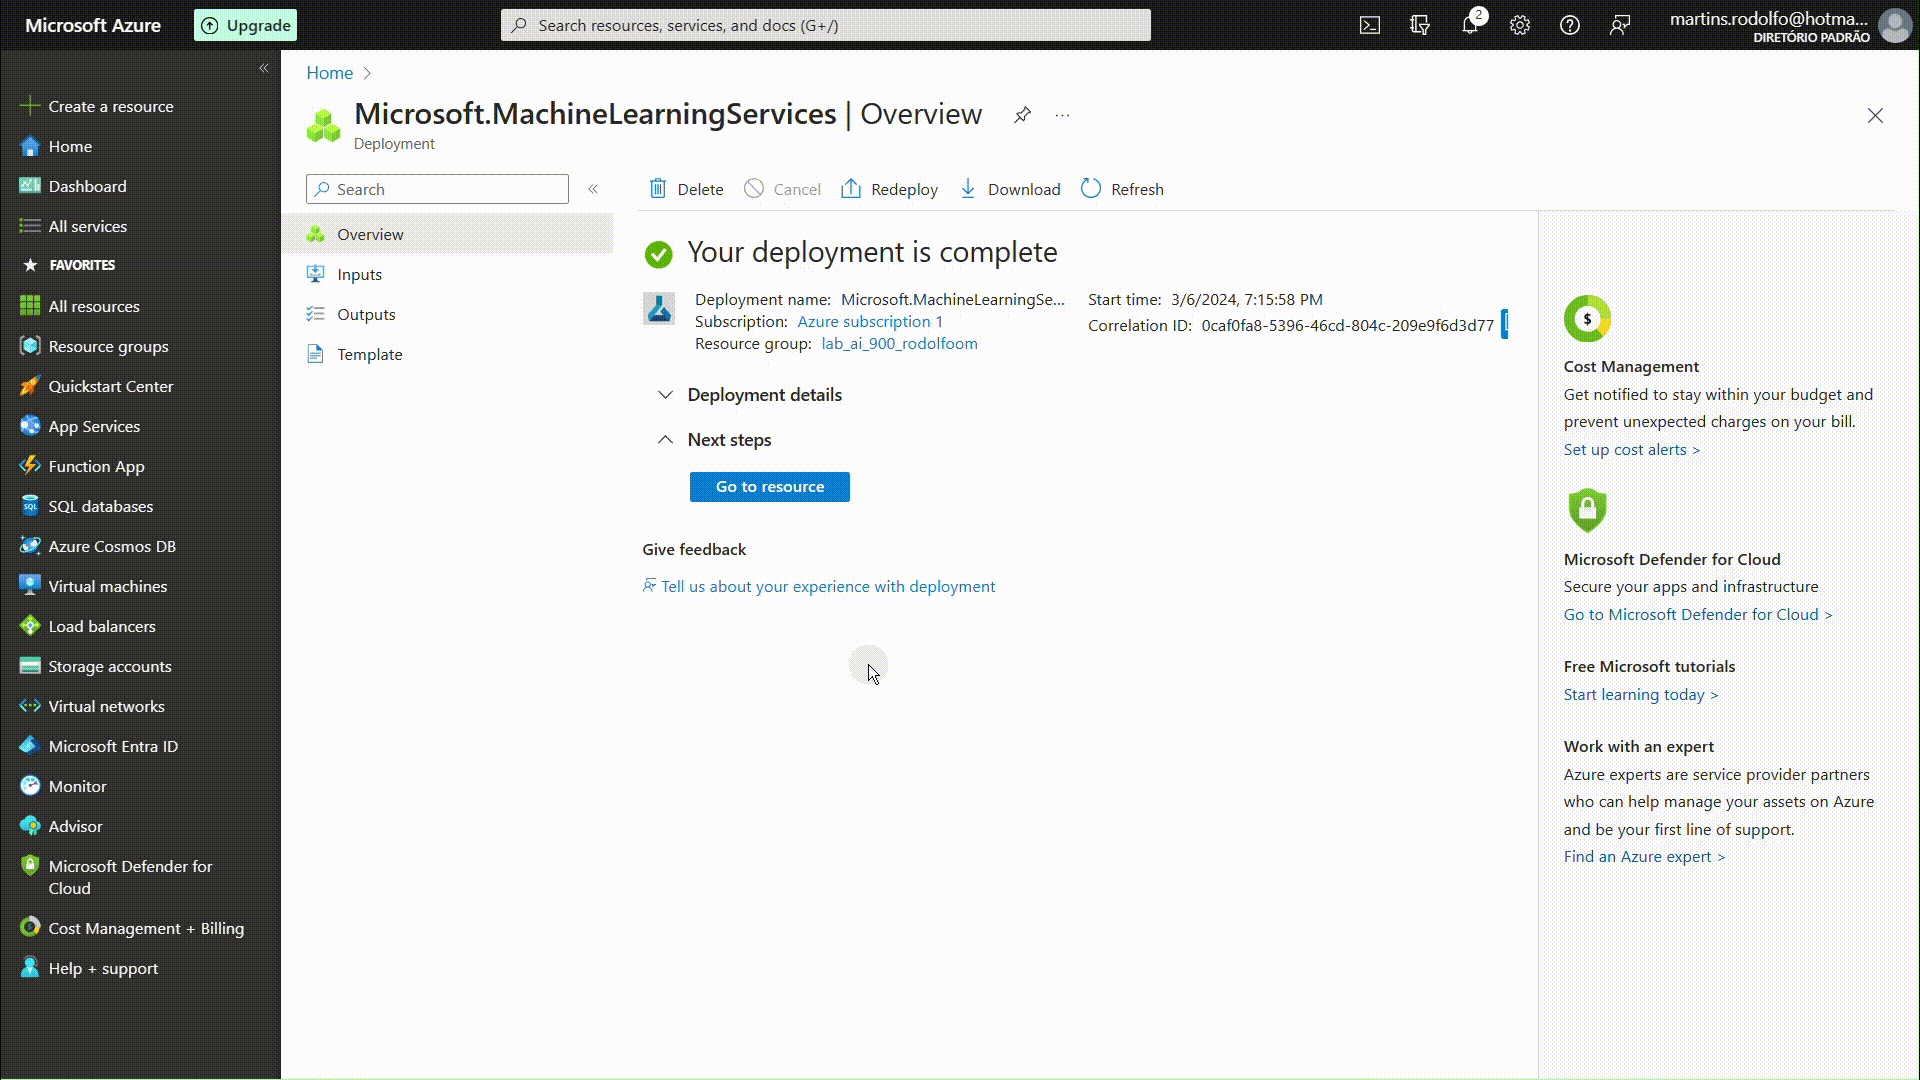 Microsoft Azure
Upgrade
Search resources, services, and docs (G+/)
2
martins.rodolfo@hotma...
DIRETÓRIO PADRÃO
Create a resource
Home
Dashboard
All services
FAVORITES
All resources
Resource groups
Quickstart Center
App Services
Function App
SQL databases
Azure Cosmos DB
Virtual machines
Load balancers
Storage accounts
Virtual networks
Microsoft Entra ID
Monitor
Advisor
Microsoft Defender for
Cloud
Cost Management + Billing
Help + support
Home
Microsoft.MachineLearningServices | Overview
Deployment
Search
Overview
Inputs
Outputs
Template
Delete
Cancel
Redeploy
Download
Refresh
Your deployment is complete
Deployment name: Microsoft.MachineLearningSe...
Subscription: Azure subscription 1
Resource group: lab_ai_900_rodolfoom
Start time: 3/6/2024, 7:15:58 PM
Correlation ID: 0caf0fa8-5396-46cd-804c-209e9f6d3d77
Deployment details
Next steps
Go to resource
Give feedback
Tell us about your experience with deployment
$
Cost Management
Get notified to stay within your budget and
prevent unexpected charges on your bill.
Set up cost alerts >
Microsoft Defender for Cloud
Secure your apps and infrastructure
Go to Microsoft Defender for Cloud >
Free Microsoft tutorials
Start learning today >
Work with an expert
Azure experts are service provider partners
who can help manage your assets on Azure
and be your first line of support.
Find an Azure expert >